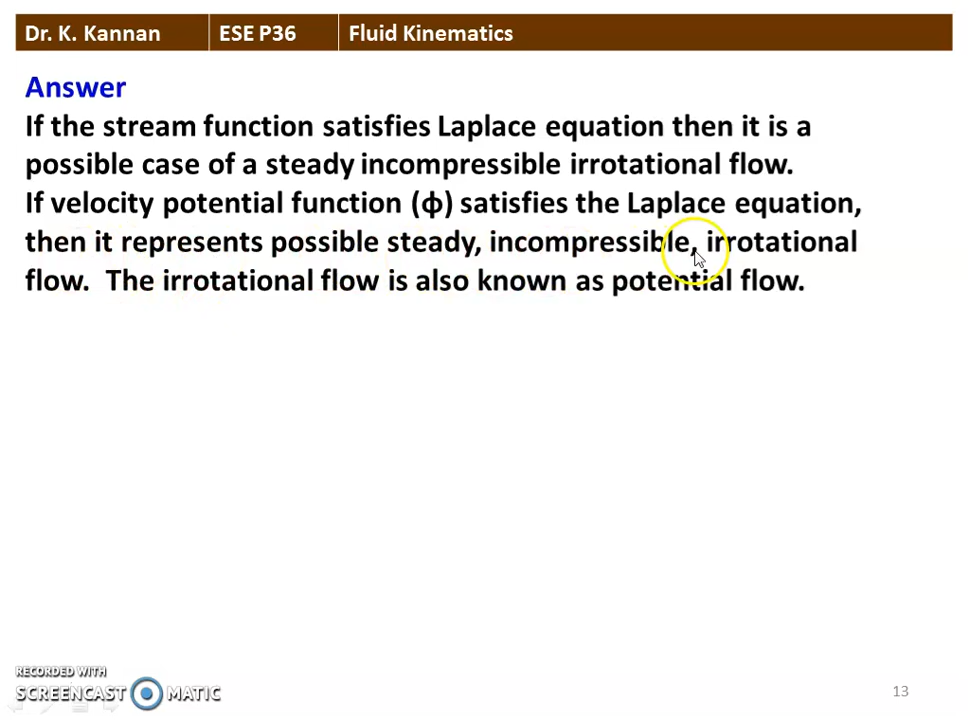 Dr. K. Kannan ESE P36 Fluid Kinematics
Answer
If the stream function satisfies Laplace equation then it is a
possible case of a steady incompressible irrotational flow.
If velocity potential function (ϕ) satisfies the Laplace equation,
then it represents possible steady, incompressible, irrotational
flow. The irrotational flow is also known as potential flow.
RECORDED WITH
SCREENCAST MATIC
13